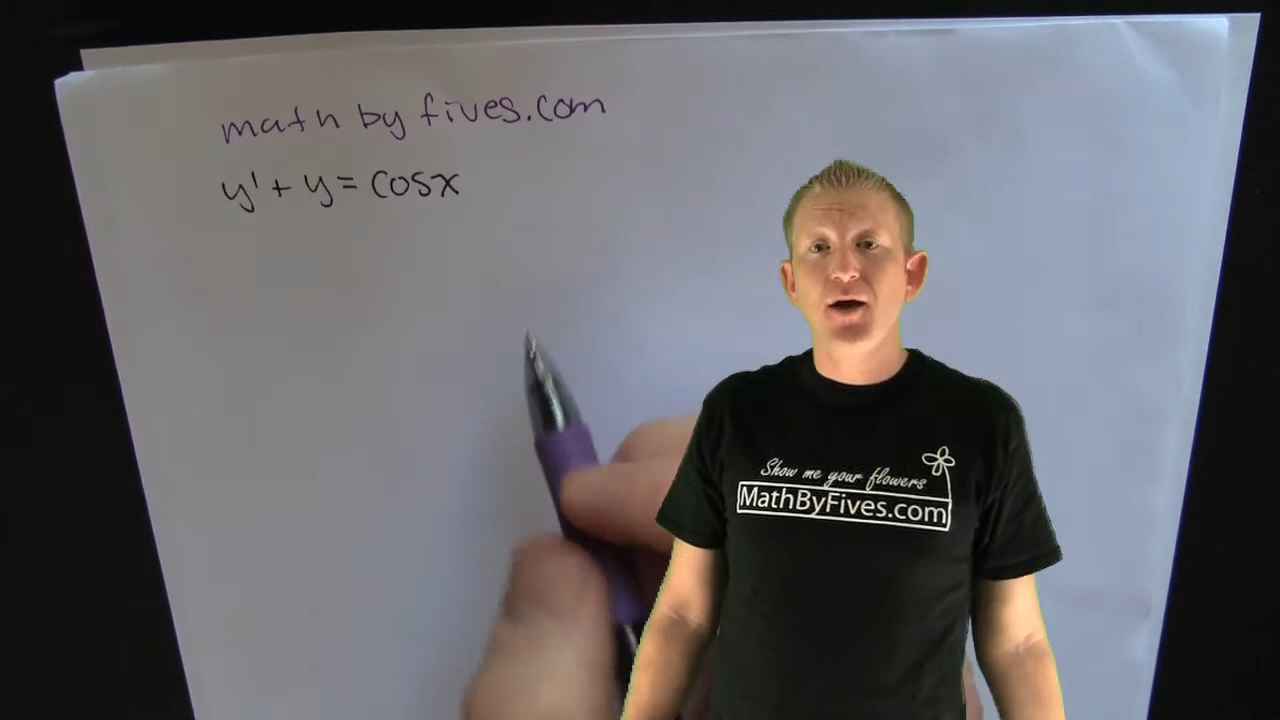 math by fives.com
y' + y = cosx
Show me your flowers
MathByFives.com